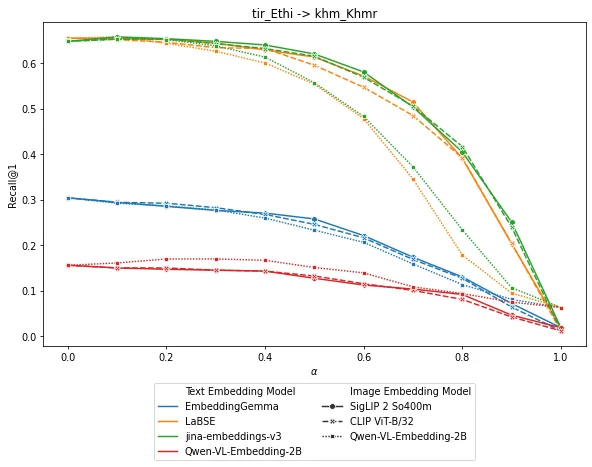 tir_Ethi -> khm_Khmr
Recall@1
0.6
0.5
0.4
0.3
0.2
0.1
0.0
0.0 0.2 0.4 0.6 0.8 1.0
α
Text Embedding Model Image Embedding Model
EmbeddingGemma SigLIP 2 So400m
LaBSE CLIP ViT-B/32
jina-embeddings-v3 Qwen-VL-Embedding-2B
Qwen-VL-Embedding-2B